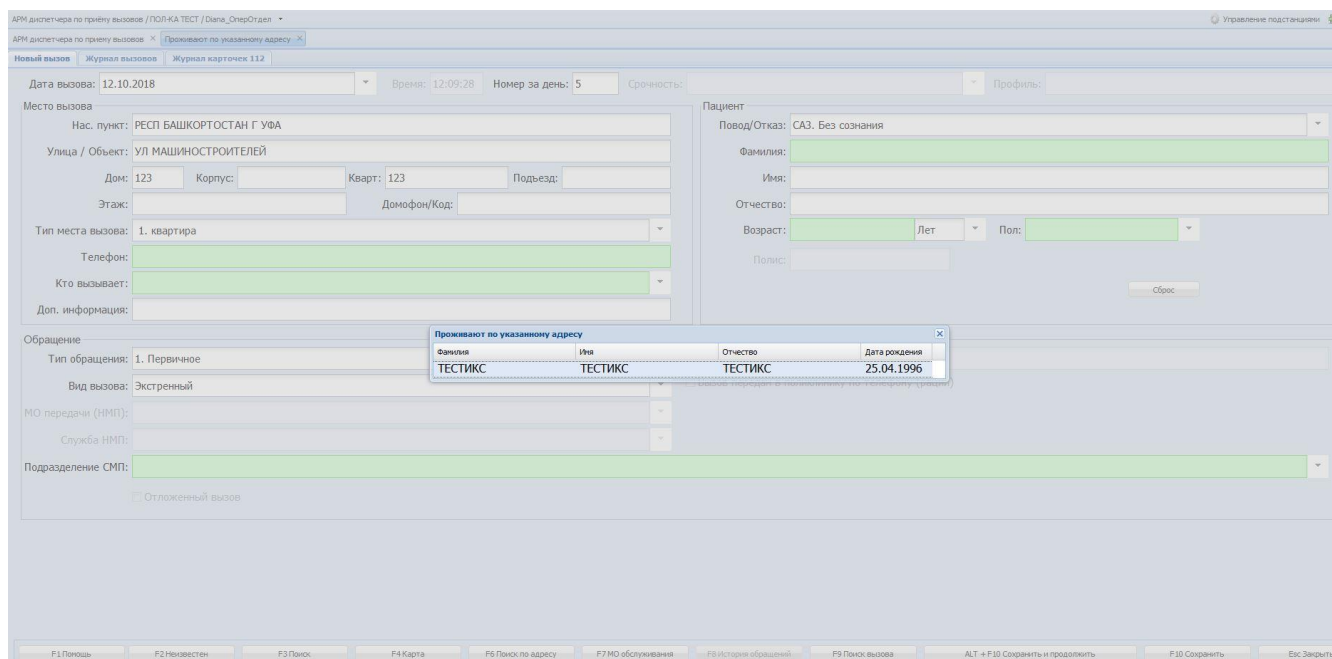 АРМ диспетчера по приёму вызовов / ПОЛ-КА ТЕСТ / Diana_ОперОтдел
Управление подстанциями
АРМ диспетчера по приему вызовов Проживают по указанному адресу
Новый вызов Журнал вызовов Журнал карточек 112
Дата вызова: 12.10.2018 Время: 12:09:28 Номер за день: 5 Срочность: Профиль:
Место вызова
Нас. пункт: РЕСП БАШКОРТОСТАН Г УФА
Улица / Объект: УЛ МАШИНОСТРОИТЕЛЕЙ
Дом: 123 Корпус: Кварт: 123 Подъезд:
Этаж: Домофон/Код:
Тип места вызова: 1. квартира
Телефон:
Кто вызывает:
Доп. информация:
Пациент
Повод/Отказ: СА3. Без сознания
Фамилия:
Имя:
Отчество:
Возраст: Лет Пол:
Полис:
Сброс
Проживают по указанному адресу
Фамилия Имя Отчество Дата рождения
ТЕСТИКС ТЕСТИКС ТЕСТИКС 25.04.1996
Обращение
Тип обращения: 1. Первичное
Вид вызова: Экстренный
Вызов передан в поликлинику по телефону (рации)
МО передачи (НМП):
Служба НМП:
Подразделение СМП:
Отложенный вызов
F1 Помощь F2 Неизвестен F3 Поиск F4 Карта F6 Поиск по адресу F7 МО обслуживания F8 История обращений F9 Поиск вызова ALT + F10 Сохранить и продолжить F10 Сохранить Esc Закрыть